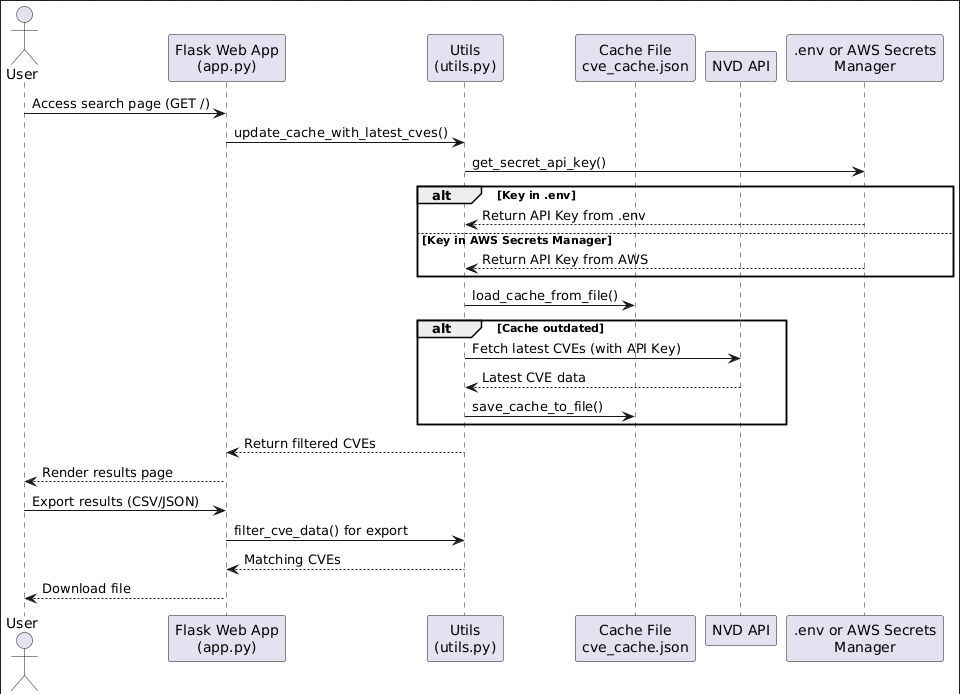 User
Flask Web App
(app.py)
Utils
(utils.py)
Cache File
cve_cache.json
NVD API
.env or AWS Secrets
Manager
Access search page (GET /)
update_cache_with_latest_cves()
get_secret_api_key()
alt [Key in .env]
Return API Key from .env
[Key in AWS Secrets Manager]
Return API Key from AWS
load_cache_from_file()
alt [Cache outdated]
Fetch latest CVEs (with API Key)
Latest CVE data
save_cache_to_file()
Return filtered CVEs
Render results page
Export results (CSV/JSON)
filter_cve_data() for export
Matching CVEs
Download file
User
Flask Web App
(app.py)
Utils
(utils.py)
Cache File
cve_cache.json
NVD API
.env or AWS Secrets
Manager